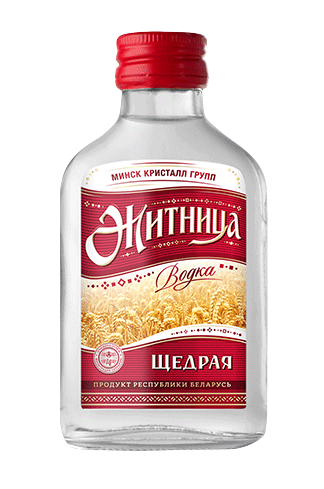 МИНСК КРИСТАЛЛ ГРУПП
Житница
Водка
ЩЕДРАЯ
ПРОДУКТ РЕСПУБЛИКИ БЕЛАРУСЬ